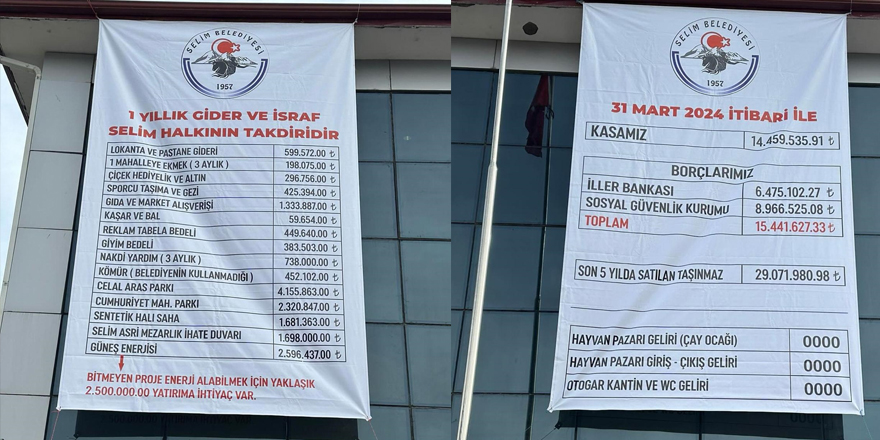 SELİM BELEDİYESİ
1957
1 YILLIK GİDER VE İSRAF
SELİM HALKININ TAKDİRİDİR
LOKANTA VE PASTANE GİDERİ 599.572.00 ₺
1 MAHALLEYE EKMEK ( 3 AYLIK ) 198.075.00 ₺
ÇİÇEK HEDİYELİK VE ALTIN 296.756.00 ₺
SPORCU TAŞIMA VE GEZİ 425.394.00 ₺
GIDA VE MARKET ALIŞVERİŞİ 1.333.887.00 ₺
KAŞAR VE BAL 59.654.00 ₺
REKLAM TABELA BEDELİ 449.640.00 ₺
GİYİM BEDELİ 383.503.00 ₺
NAKDİ YARDIM ( 3 AYLIK ) 738.000.00 ₺
KÖMÜR ( BELEDİYENİN KULLANMADIĞI ) 452.102.00 ₺
CELAL ARAS PARKI 4.155.863.00 ₺
CUMHURİYET MAH. PARKI 2.320.847.00 ₺
SENTETİK HALI SAHA 1.681.363.00 ₺
SELİM ASRİ MEZARLIK İHATE DUVARI 1.698.000.00 ₺
GÜNEŞ ENERJİSİ 2.596.437.00 ₺
BİTMEYEN PROJE ENERJİ ALABİLMEK İÇİN YAKLAŞIK
2.500.000.00 YATIRIMA İHTİYAÇ VAR.
SELİM BELEDİYESİ
1957
31 MART 2024 İTİBARİ İLE
KASAMIZ 14.459.535.91 ₺
BORÇLARIMIZ
İLLER BANKASI 6.475.102.27 ₺
SOSYAL GÜVENLİK KURUMU 8.966.525.08 ₺
TOPLAM 15.441.627.33 ₺
SON 5 YILDA SATILAN TAŞINMAZ 29.071.980.98 ₺
HAYVAN PAZARI GELİRİ (ÇAY OCAĞI) 0000
HAYVAN PAZARI GİRİŞ - ÇIKIŞ GELİRİ 0000
OTOGAR KANTİN VE WC GELİRİ 0000